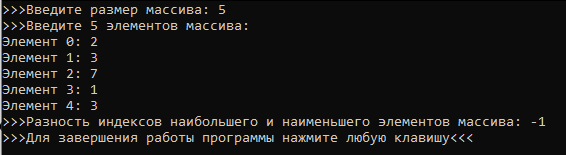 >>>Введите размер массива: 5
>>>Введите 5 элементов массива:
Элемент 0: 2
Элемент 1: 3
Элемент 2: 7
Элемент 3: 1
Элемент 4: 3
>>>Разность индексов наибольшего и наименьшего элементов массива: -1
>>>Для завершения работы программы нажмите любую клавишу<<<